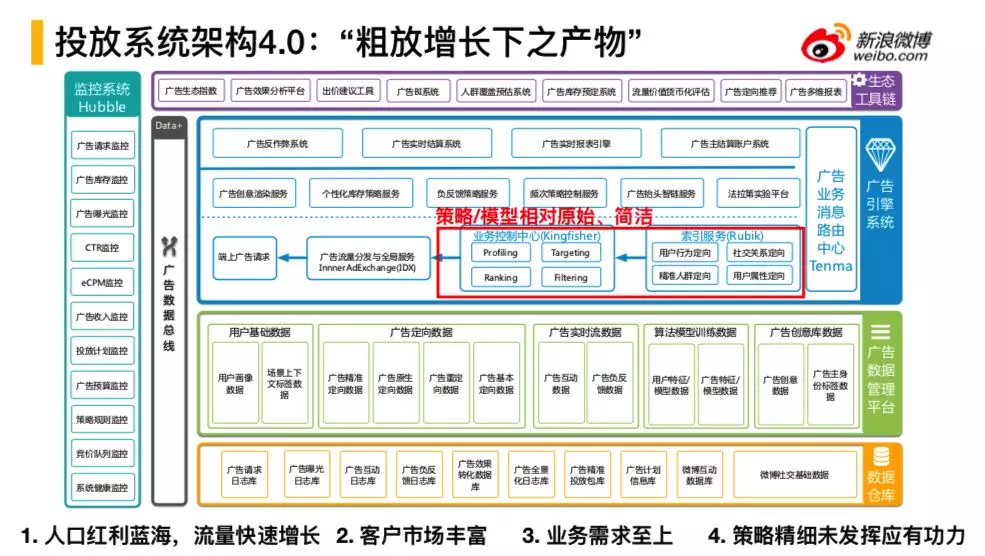 投放系统架构4.0：“粗放增长下之产物”
新浪微博
weibo.com
监控系统
Hubble
广告请求监控
广告库存监控
广告曝光监控
CTR监控
eCPM监控
广告收入监控
投放计划监控
广告预算监控
策略规则监控
竞价队列监控
系统健康监控
Data+
广告数据总线
广告生态指数
广告效果分析平台
出价建议工具
广告BI系统
人群覆盖预估系统
广告库存预定系统
流量价值货币化评估
广告定向推荐
广告多维报表
生态
工具链
广告反作弊系统
广告实时结算系统
广告实时报表引擎
广告主结算账户系统
广告创意渲染服务
个性化库存策略服务
负反馈策略服务
频次策略控制服务
广告抬头智链服务
法拉第实验平台
策略/模型相对原始、简洁
端上广告请求
广告流量分发与全局服务
InnnerAdExchange(IDX)
业务控制中心(Kingfisher)
Profiling
Targeting
Ranking
Filtering
索引服务(Rubik)
用户行为定向
社交关系定向
精准人群定向
用户属性定向
广告
业务
消息
路由
中心
Tenma
广告
引擎
系统
用户基础数据
用户画像
数据
场景上下
文标签数
据
广告定向数据
广告精准
定向数据
广告原生
定向数据
广告重定
向数据
广告基本
定向数据
广告实时流数据
广告互动
数据
广告负反
馈数据
算法模型训练数据
用户特征/
模型数据
广告特征/
模型数据
广告创意库数据
广告创意
数据
广告主身
份标签数
据
广告
数据
管理
平台
广告请求
日志库
广告曝光
日志库
广告互动
日志库
广告负反
馈日志库
广告效果
转化数据
库
广告全景
化日志库
广告精准
投放包库
广告计划
信息库
微博互动
数据库
微博社交基础数据
数据
仓库
1. 人口红利蓝海，流量快速增长
2. 客户市场丰富
3. 业务需求至上
4. 策略精细未发挥应有功力